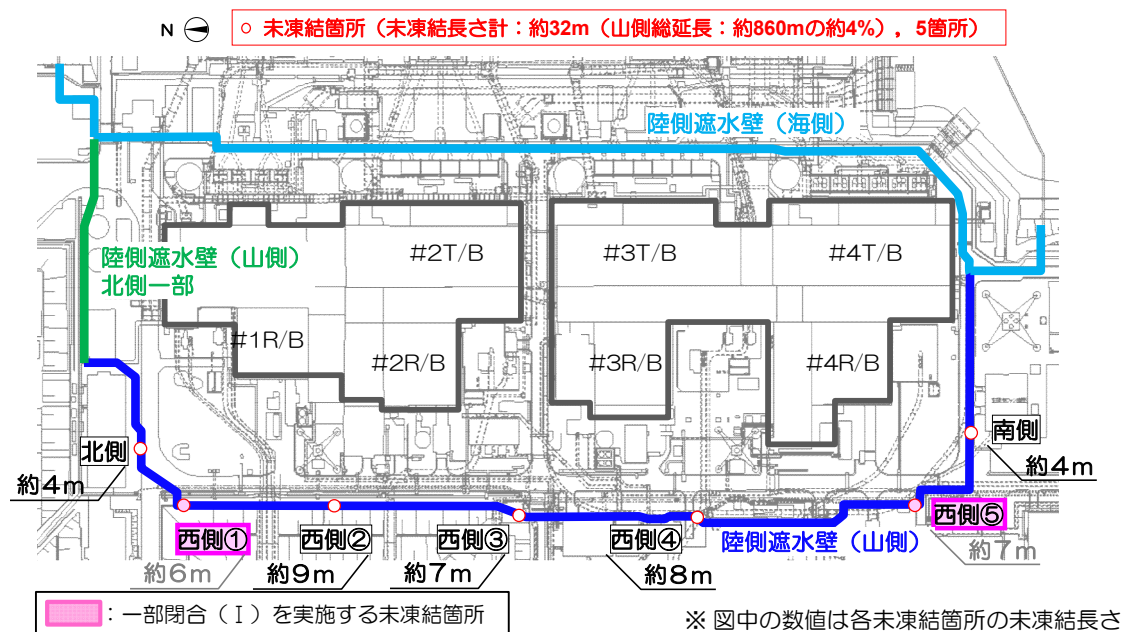 N
○ 未凍結箇所（未凍結長さ計：約32m（山側総延長：約860mの約4%），5箇所）
陸側遮水壁（海側）
陸側遮水壁（山側）
北側一部
#2T/B
#3T/B
#4T/B
#1R/B
#2R/B
#3R/B
#4R/B
北側
約4m
南側
約4m
西側①
約6m
西側②
約9m
西側③
約7m
西側④
約8m
陸側遮水壁（山側）
西側⑤
約7m
：一部閉合（Ⅰ）を実施する未凍結箇所
※ 図中の数値は各未凍結箇所の未凍結長さ